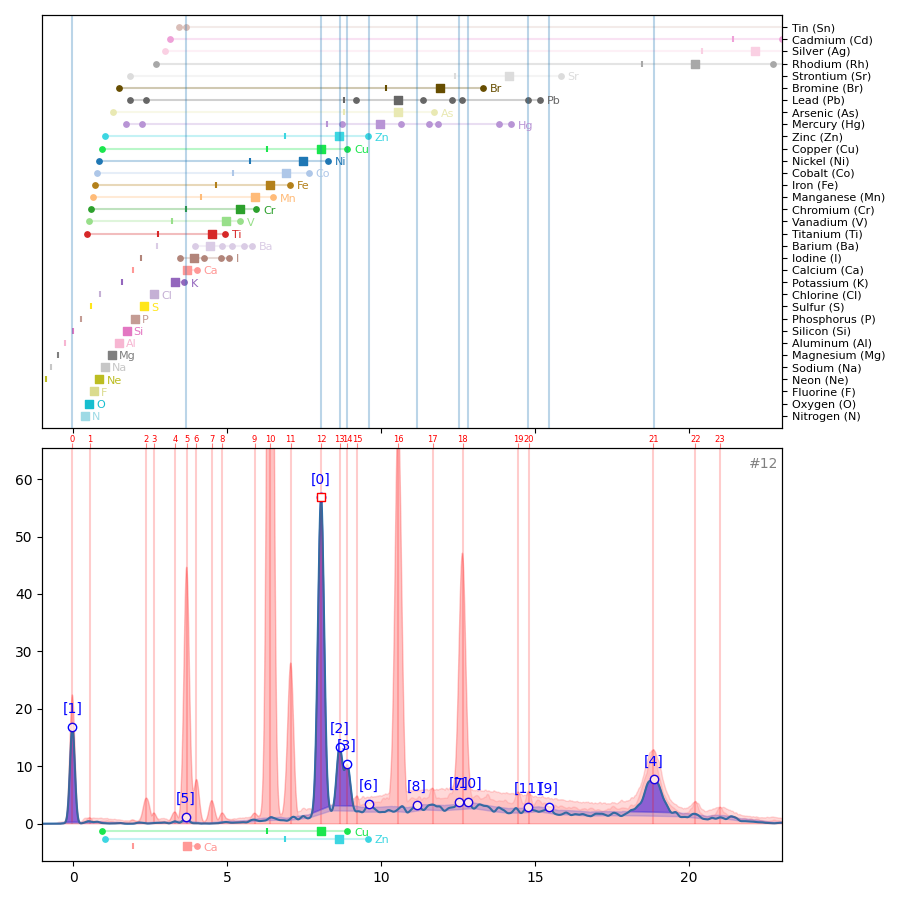 Tin (Sn)
Cadmium (Cd)
Silver (Ag)
Rhodium (Rh)
Sr Strontium (Sr)
Br Bromine (Br)
Pb Lead (Pb)
As Arsenic (As)
Hg Mercury (Hg)
Zn Zinc (Zn)
Cu Copper (Cu)
Ni Nickel (Ni)
Co Cobalt (Co)
Fe Iron (Fe)
Mn Manganese (Mn)
Cr Chromium (Cr)
V Vanadium (V)
Ti Titanium (Ti)
Ba Barium (Ba)
I Iodine (I)
Ca Calcium (Ca)
K Potassium (K)
Cl Chlorine (Cl)
S Sulfur (S)
P Phosphorus (P)
Si Silicon (Si)
Al Aluminum (Al)
Mg Magnesium (Mg)
Na Sodium (Na)
Ne Neon (Ne)
F Fluorine (F)
O Oxygen (O)
N Nitrogen (N)
0 1 2 3 4 5 6 7 8 9 10 11 12 13 14 15 16 17 18 19 20 21 22 23
#12
60
[0]
50
40
30
20
[1]
[2]
[3]
[4]
10
[5]
[6]
[8]
[7]
[10]
[11]
[9]
0
Cu
Zn
Ca
0 5 10 15 20